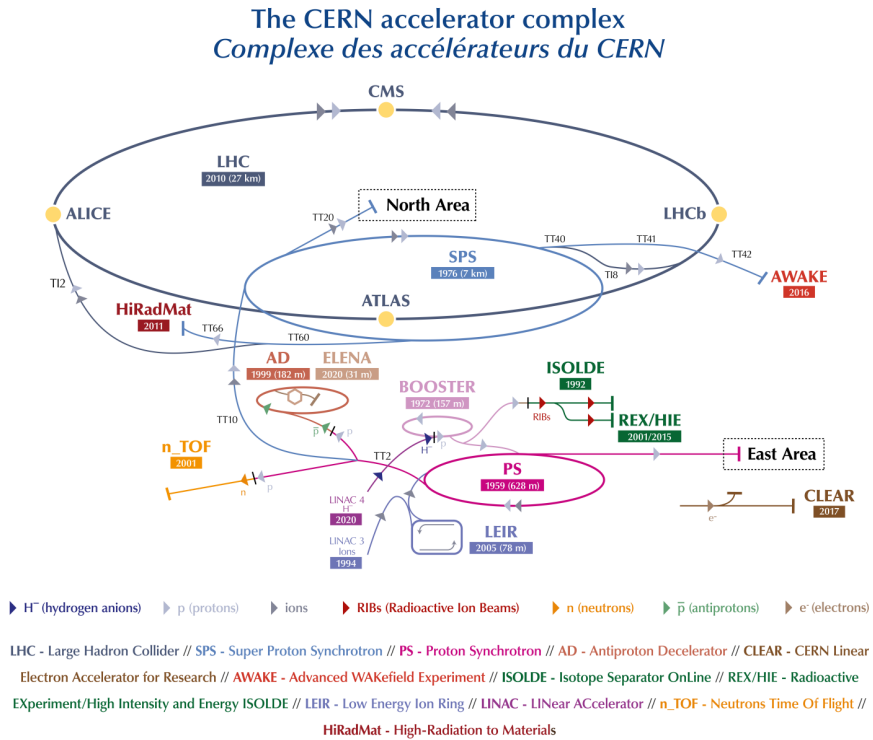 The CERN accelerator complex
Complexe des accélérateurs du CERN
CMS
LHC
2010 (27 km)
ALICE
TT20
North Area
LHCb
TT40
TT41
SPS
1976 (7 km)
TT42
TI8
TI2
AWAKE
2016
HiRadMat
2011
ATLAS
TT66
TT60
AD
1999 (182 m)
ELENA
2020 (31 m)
ISOLDE
1992
BOOSTER
1972 (157 m)
RIBs
REX/HIE
2001/2015
TT10
p̅
p
H⁻
p
n_TOF
2001
TT2
East Area
PS
1959 (628 m)
n
p
LINAC 4
H⁻
2020
CLEAR
2017
e⁻
LEIR
2005 (78 m)
LINAC 3
Ions
1994
H⁻ (hydrogen anions)
p (protons)
ions
RIBs (Radioactive Ion Beams)
n (neutrons)
p̅ (antiprotons)
e⁻ (electrons)
LHC - Large Hadron Collider // SPS - Super Proton Synchrotron // PS - Proton Synchrotron // AD - Antiproton Decelerator // CLEAR - CERN Linear
Electron Accelerator for Research // AWAKE - Advanced WAKefield Experiment // ISOLDE - Isotope Separator OnLine // REX/HIE - Radioactive
EXperiment/High Intensity and Energy ISOLDE // LEIR - Low Energy Ion Ring // LINAC - LINear ACcelerator // n_TOF - Neutrons Time Of Flight //
HiRadMat - High-Radiation to Materials